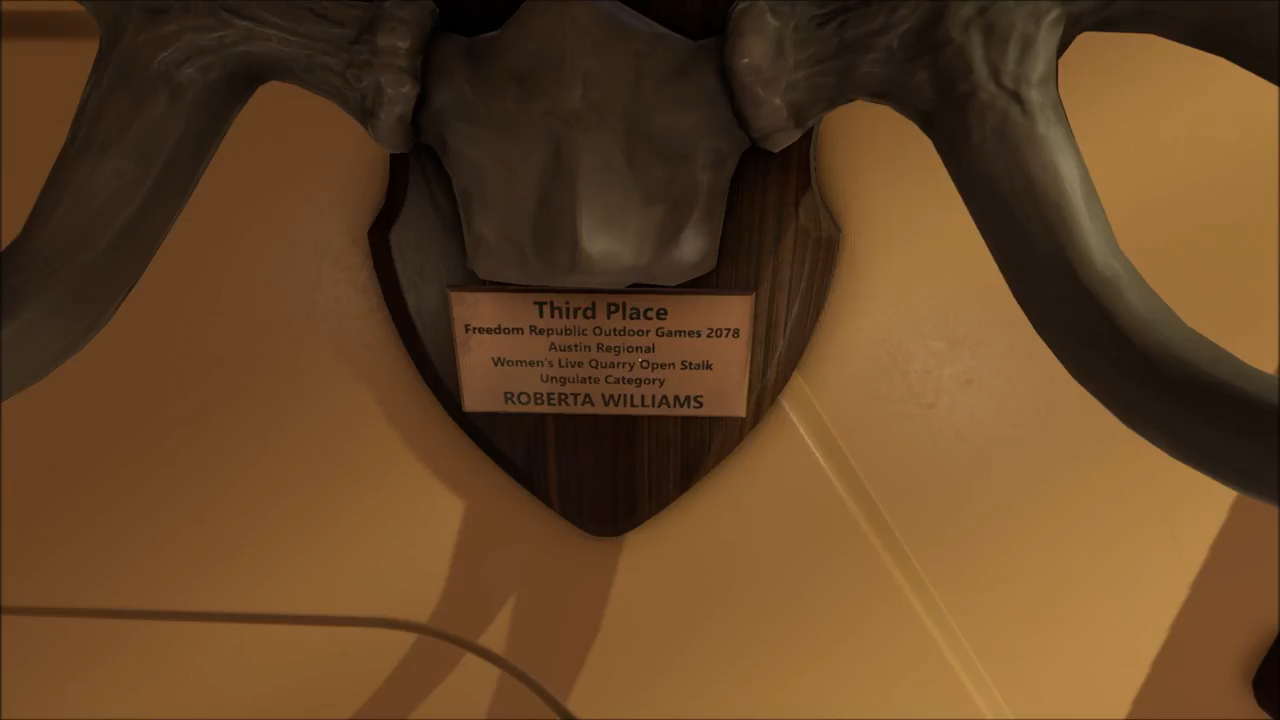 Third Place
Freedom Republic Outdoor Games 2078
Austin Regional
Women's Live Quarry Open Stalk
Ungulate Category
ROBERTA WILLIAMS